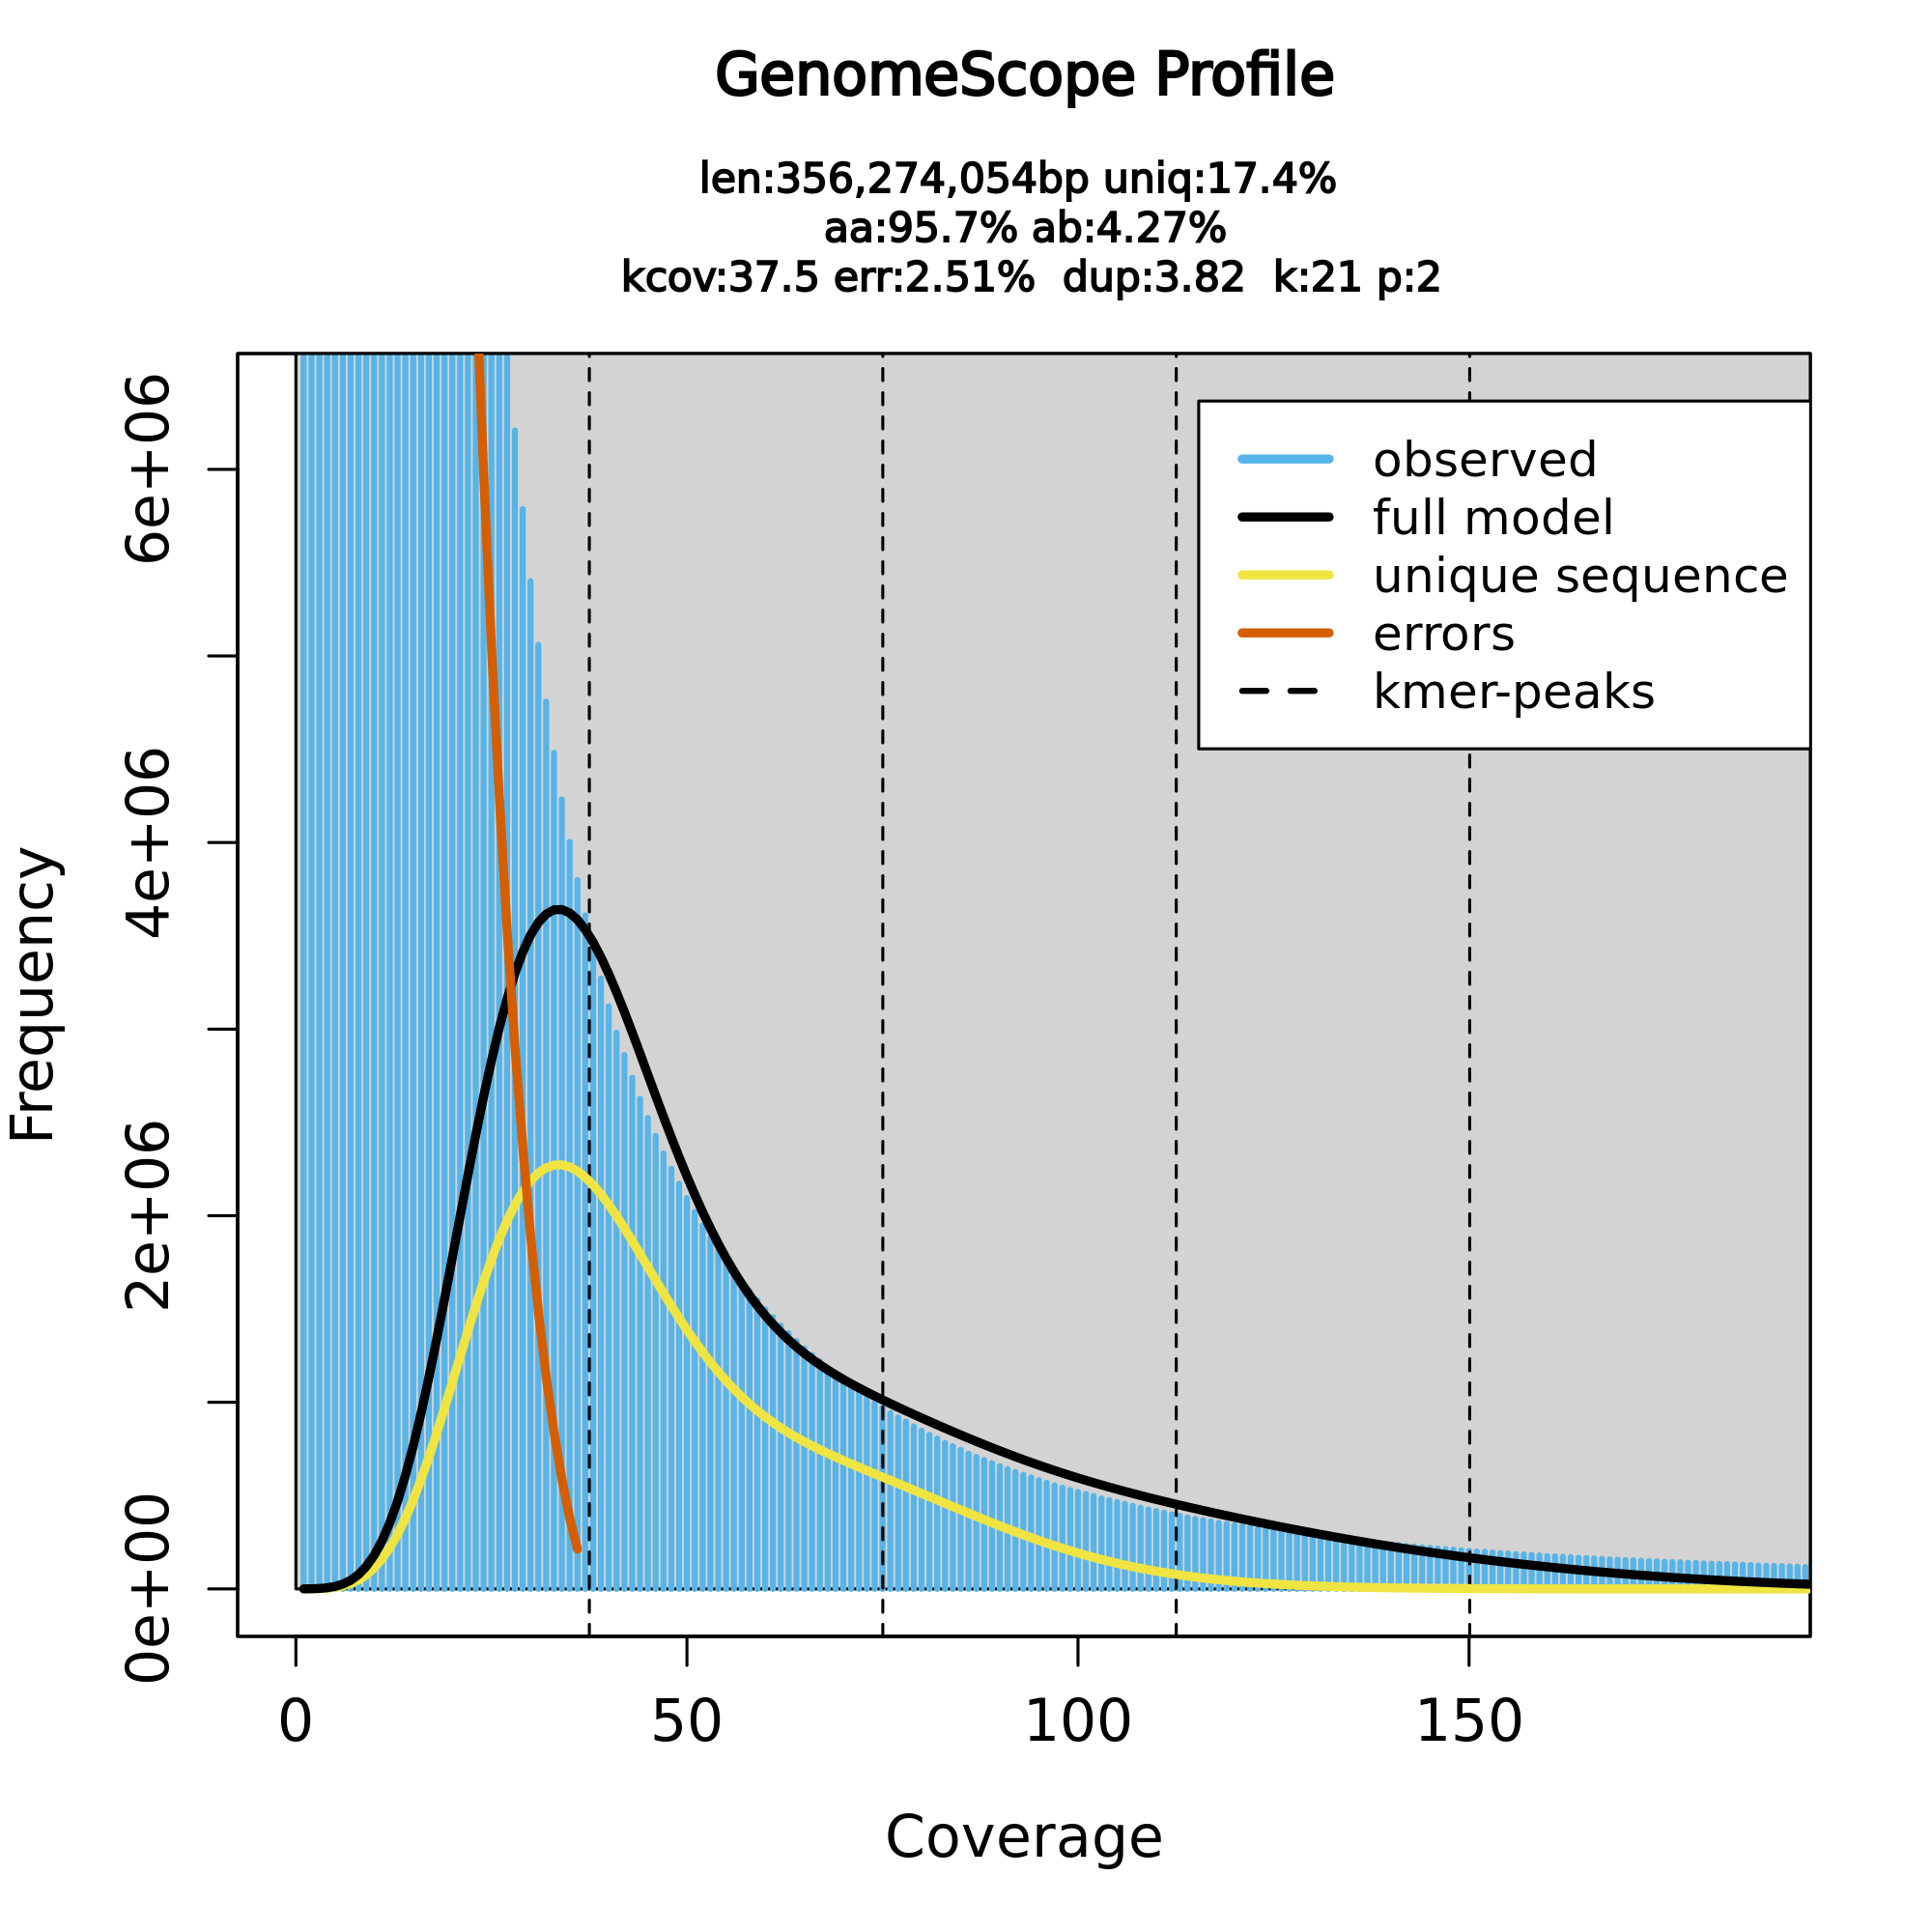 GenomeScope Profile
len:356,274,054bp uniq:17.4%
aa:95.7% ab:4.27%
kcov:37.5 err:2.51%  dup:3.82  k:21 p:2
observed
full model
unique sequence
errors
kmer-peaks
Frequency
6e+06
4e+06
2e+06
0e+00
0 50 100 150
Coverage